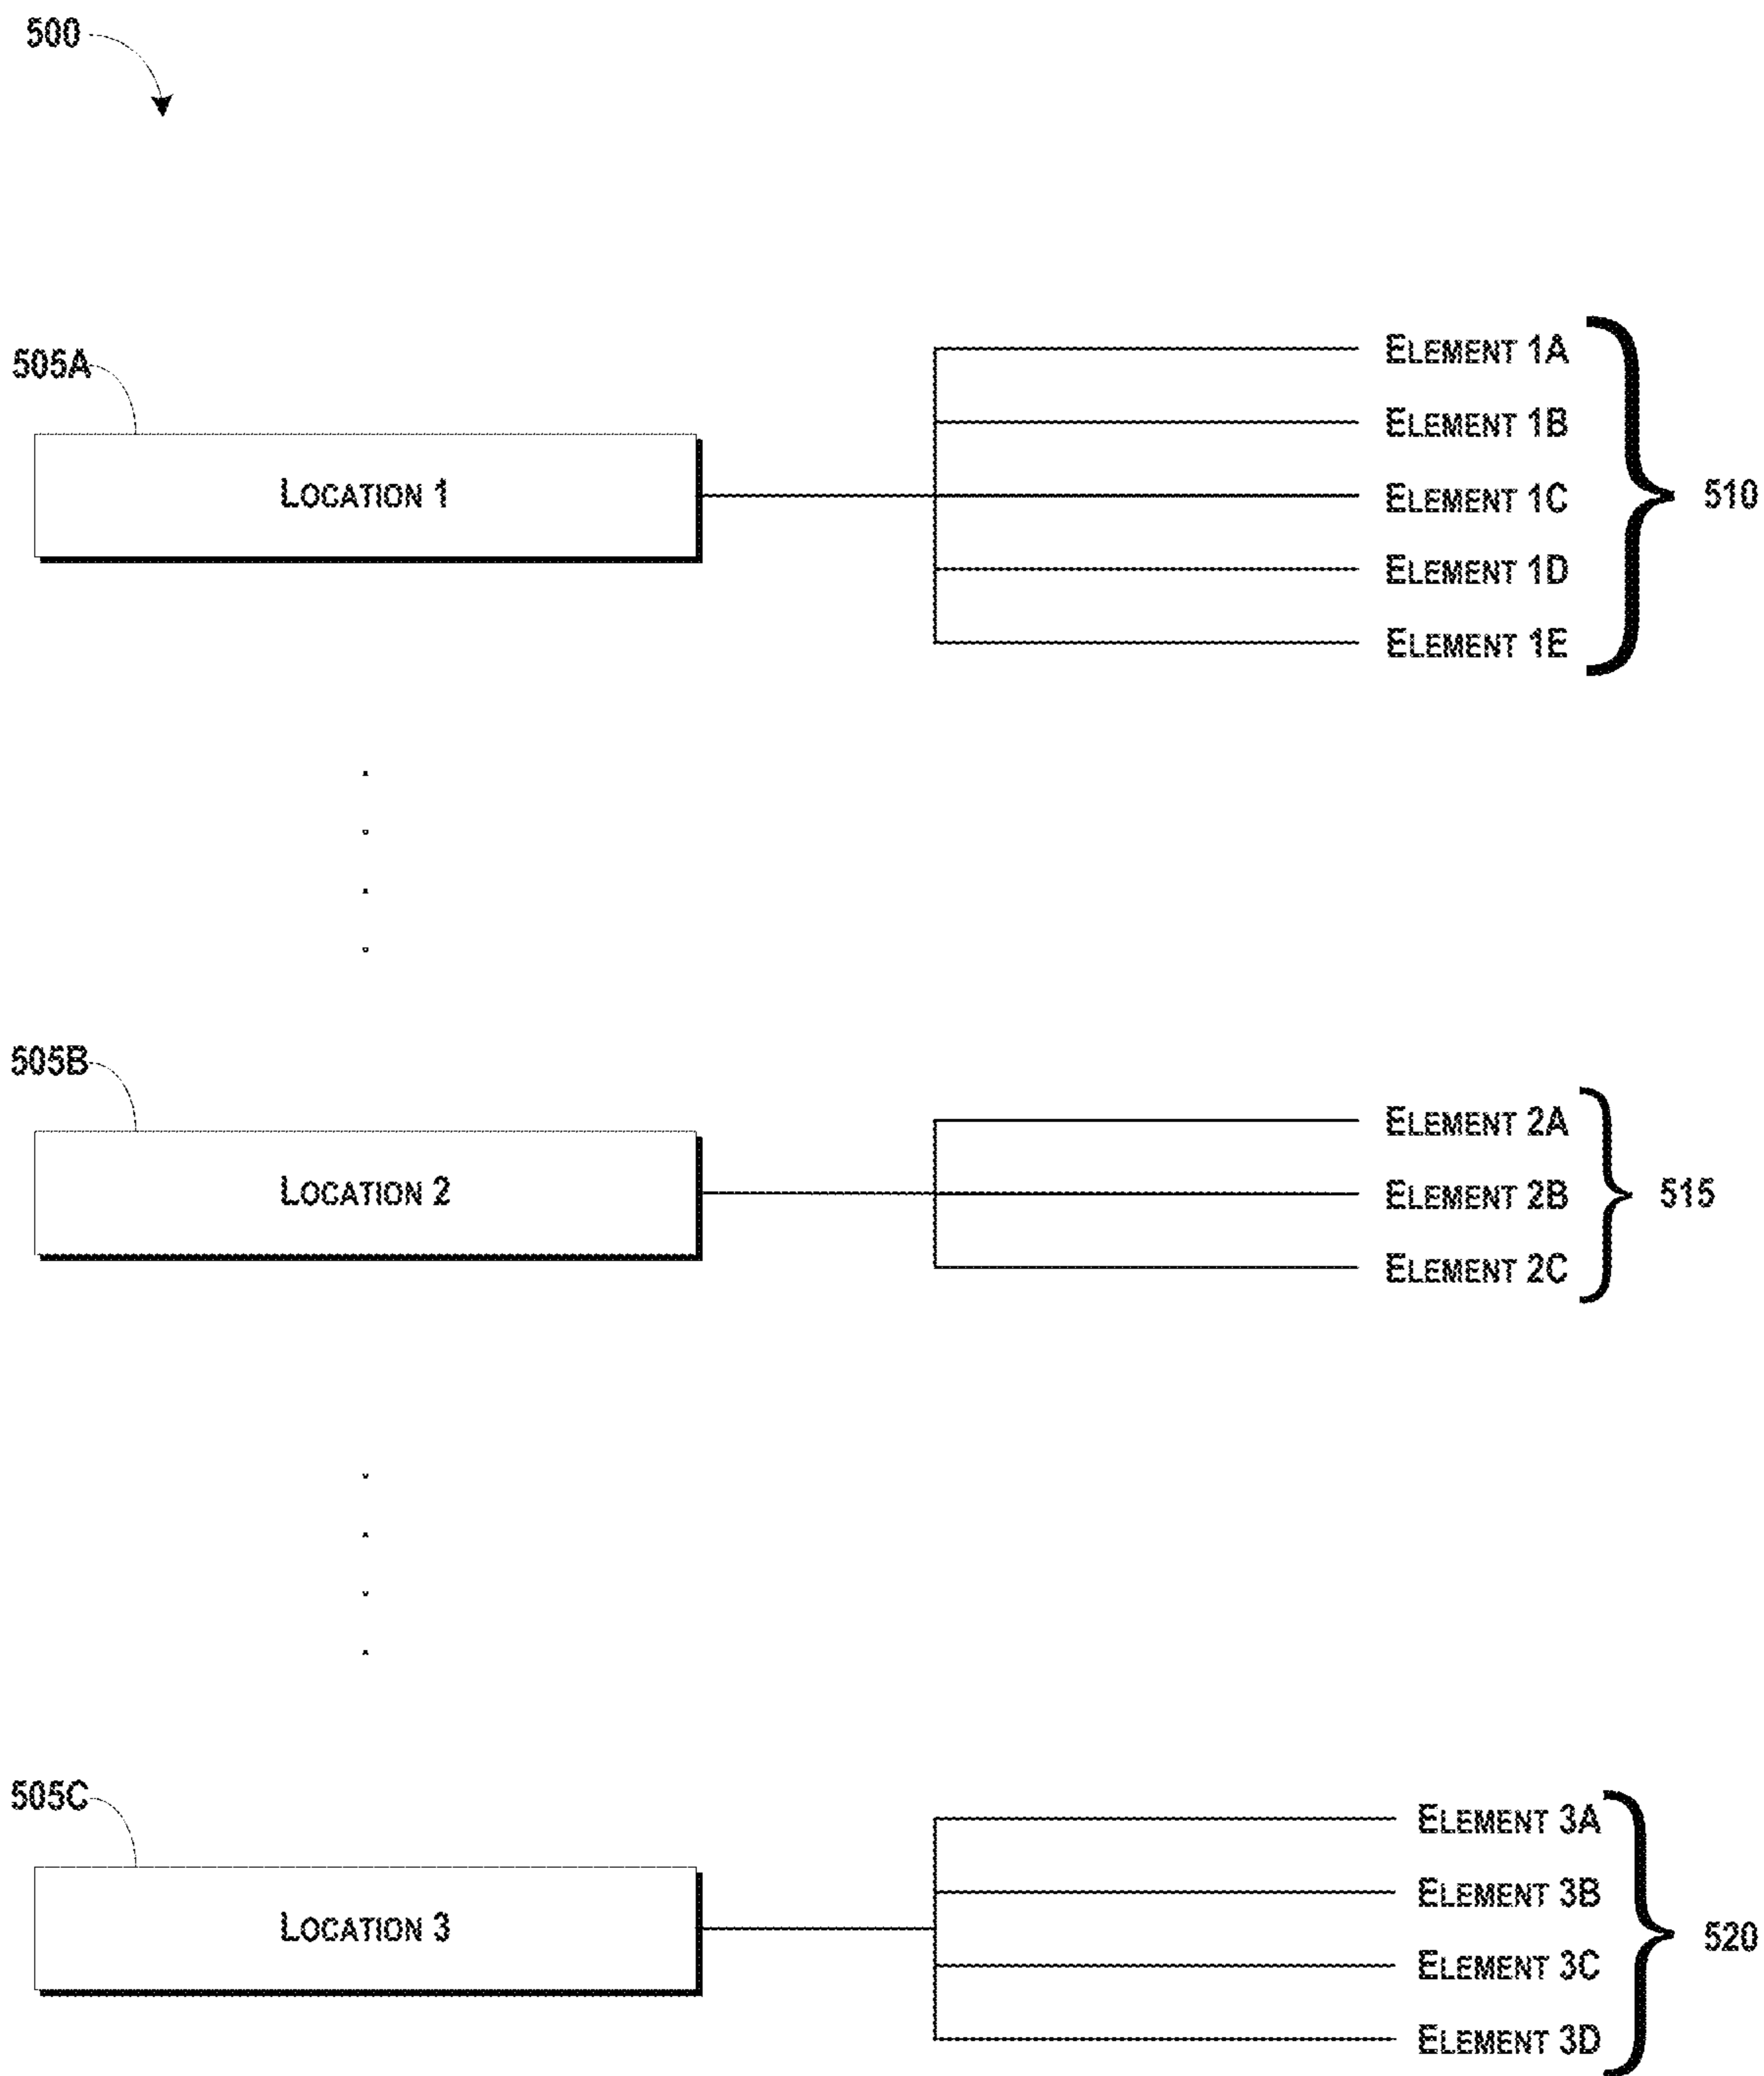 500
505A
LOCATION 1
ELEMENT 1A
ELEMENT 1B
ELEMENT 1C
ELEMENT 1D
ELEMENT 1E
510
505B
LOCATION 2
ELEMENT 2A
ELEMENT 2B
ELEMENT 2C
515
505C
LOCATION 3
ELEMENT 3A
ELEMENT 3B
ELEMENT 3C
ELEMENT 3D
520